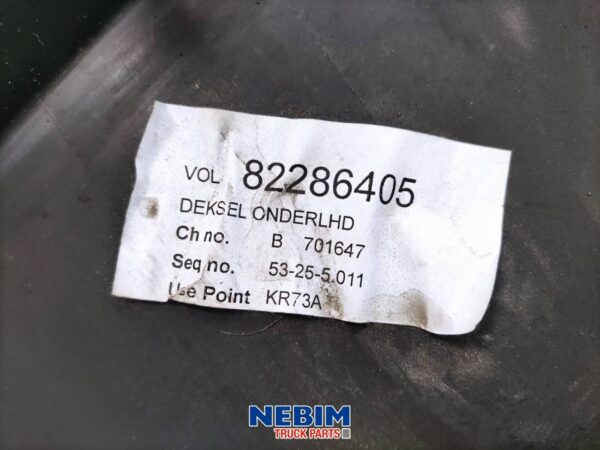 VOL 82286405
DEKSEL ONDERLHD
Ch no. B 701647
Seq no. 53-25-5.011
Use Point KR73A
NEBIM
TRUCK PARTS